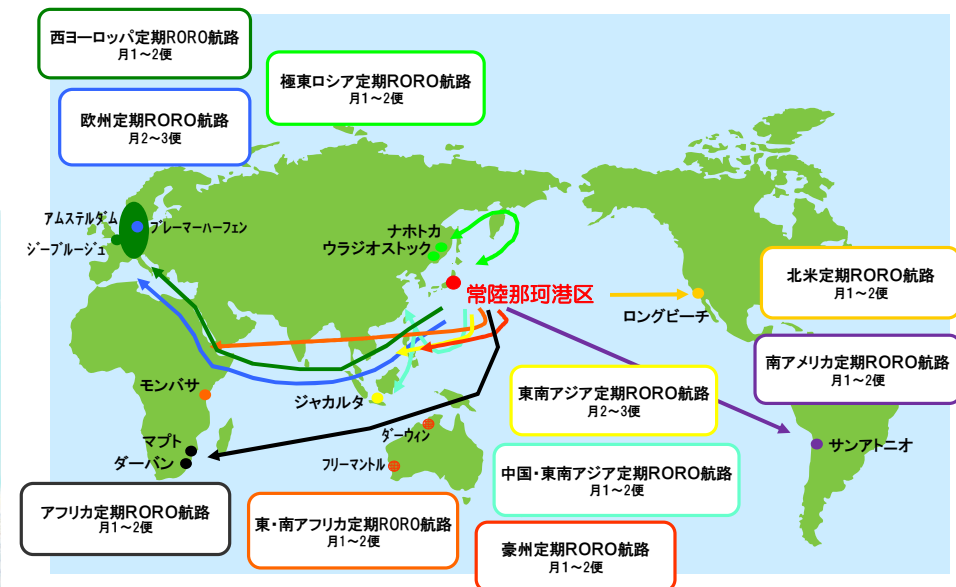 西ヨーロッパ定期RORO航路
月1～2便
極東ロシア定期RORO航路
月1～2便
欧州定期RORO航路
月2～3便
アムステルダム
ブレーマーハーフェン
ジーブルージュ
ナホトカ
ウラジオストック
常陸那珂港区
北米定期RORO航路
月1～2便
ロングビーチ
南アメリカ定期RORO航路
月1～2便
東南アジア定期RORO航路
月2～3便
モンバサ
ジャカルタ
ダーウィン
マプト
ダーバン
フリーマントル
サンアトニオ
中国・東南アジア定期RORO航路
月1～2便
アフリカ定期RORO航路
月1～2便
東・南アフリカ定期RORO航路
月1～2便
豪州定期RORO航路
月1～2便